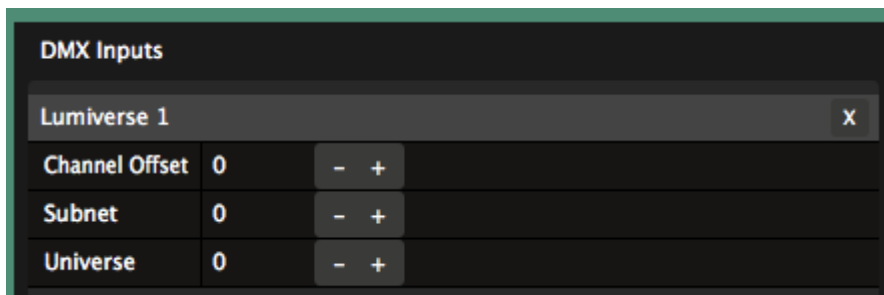 DMX Inputs
Lumiverse 1 X
Channel Offset 0 - +
Subnet 0 - +
Universe 0 - +